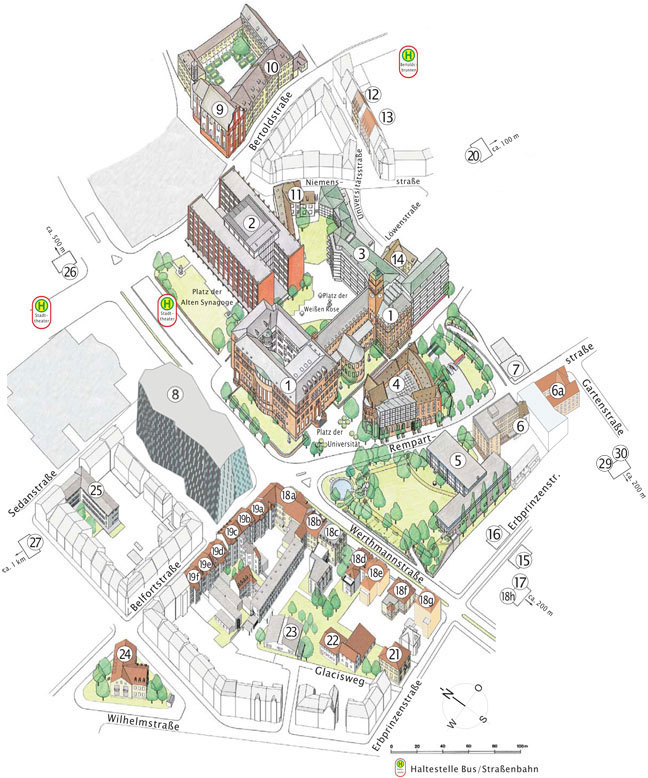 H
Bertolds-
brunnen
10
9
Bertoldstraße
12
13
20
ca. 100 m
Niemens
straße
Universitätsstraße
Löwenstraße
11
2
3
14
ca. 500 m
26
H
Stadt-
theater
H
Stadt-
theater
Platz der
Alten Synagoge
Platz der
Weißen Rose
1
1
4
7
straße
6a
Gartenstraße
6
8
Platz der
Universität
Rempart
5
Erbprinzenstr.
30
29
ca. 200 m
Sedanstraße
25
27
ca. 1 km
18a
19a
19b
19c
19d
19e
19f
18b
18c
18d
18e
18f
18g
Werthmannstraße
16
15
17
18h
ca. 200 m
Belfortstraße
23
22
21
24
Glacisweg
Erbprinzenstraße
Wilhelmstraße
N
O
W
S
0
20
40
60
80
100 m
H
Haltestelle Bus/Straßenbahn